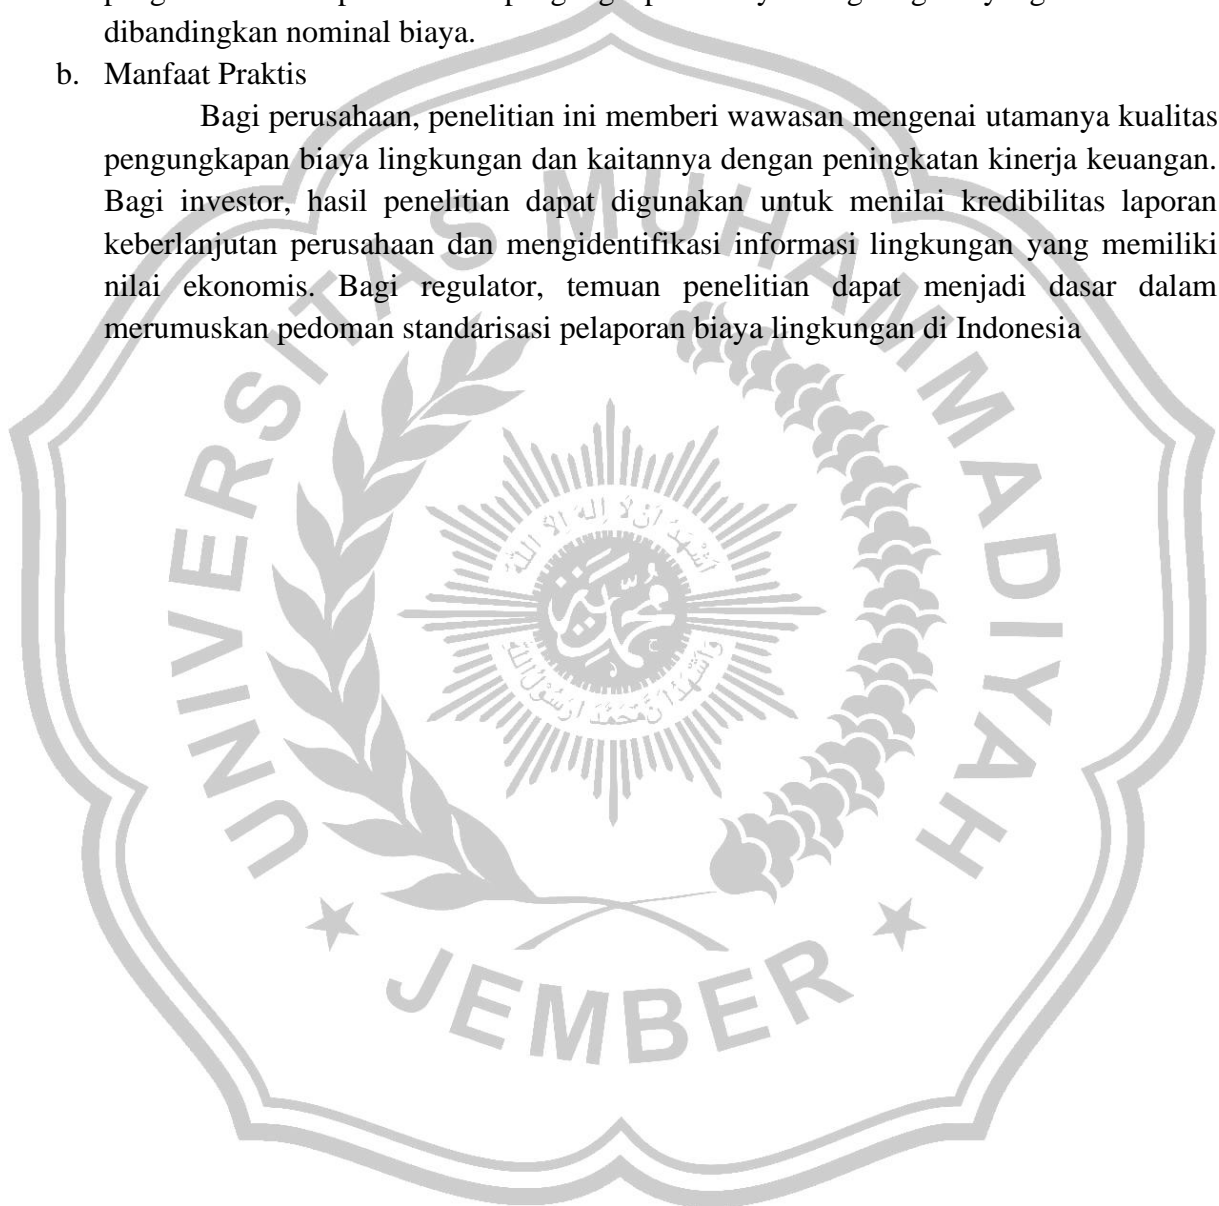 dibandingkan nominal biaya.
b. Manfaat Praktis
Bagi perusahaan, penelitian ini memberi wawasan mengenai utamanya kualitas
pengungkapan biaya lingkungan dan kaitannya dengan peningkatan kinerja keuangan.
Bagi investor, hasil penelitian dapat digunakan untuk menilai kredibilitas laporan
keberlanjutan perusahaan dan mengidentifikasi informasi lingkungan yang memiliki
nilai ekonomis. Bagi regulator, temuan penelitian dapat menjadi dasar dalam
merumuskan pedoman standarisasi pelaporan biaya lingkungan di Indonesia
UNIVERSITAS MUHAMMADIYAH
JEMBER